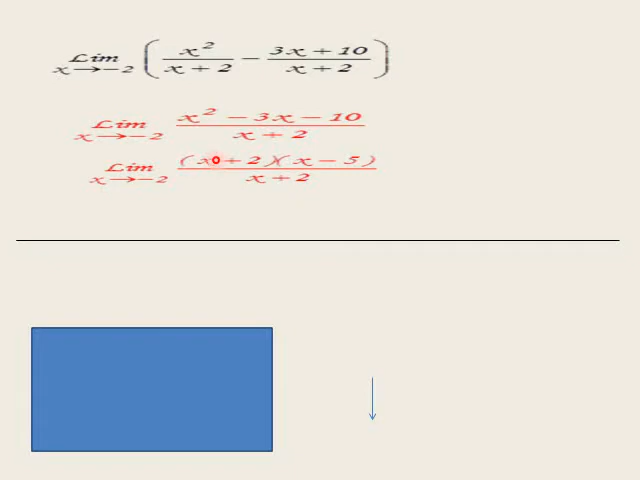 Lim x→−2 ( x²/(x + 2) − (3x + 10)/(x + 2) )
Lim x→−2 (x² − 3x − 10)/(x + 2)
Lim x→−2 ( x + 2 )( x − 5 )/(x + 2)